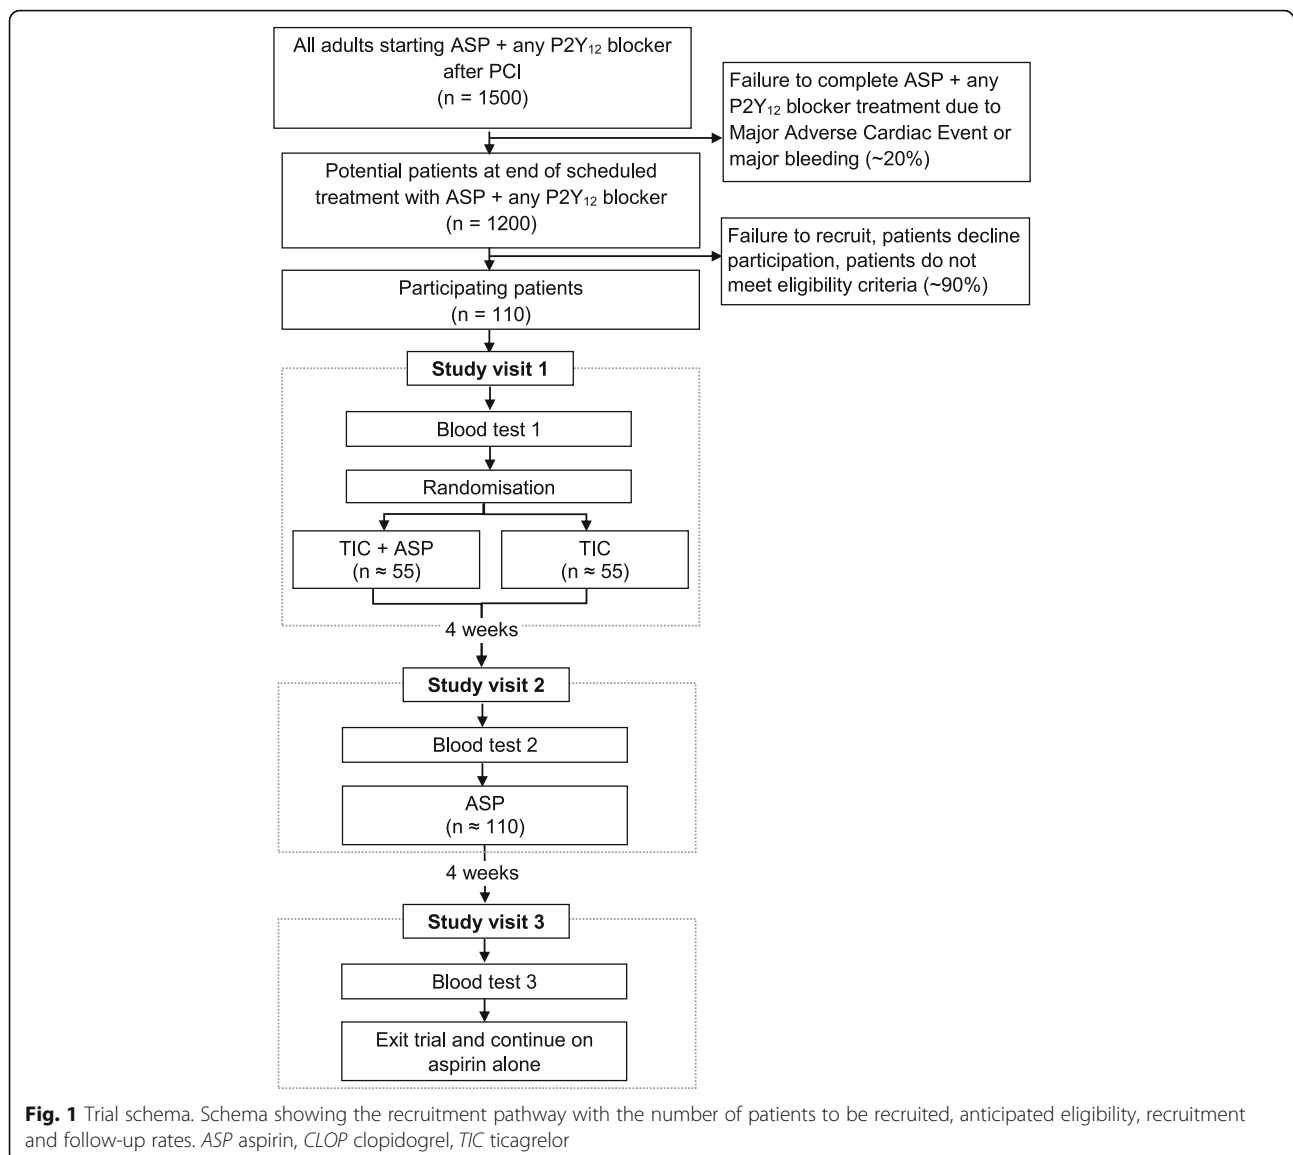 All adults starting ASP + any P2Y₁₂ blocker
after PCI
(n = 1500)
Failure to complete ASP + any
P2Y₁₂ blocker treatment due to
Major Adverse Cardiac Event or
major bleeding (~20%)
Potential patients at end of scheduled
treatment with ASP + any P2Y₁₂ blocker
(n = 1200)
Failure to recruit, patients decline
participation, patients do not
meet eligibility criteria (~90%)
Participating patients
(n = 110)
Study visit 1
Blood test 1
Randomisation
TIC + ASP
(n ≈ 55)
TIC
(n ≈ 55)
4 weeks
Study visit 2
Blood test 2
ASP
(n ≈ 110)
4 weeks
Study visit 3
Blood test 3
Exit trial and continue on
aspirin alone
Fig. 1 Trial schema. Schema showing the recruitment pathway with the number of patients to be recruited, anticipated eligibility, recruitment
and follow-up rates. ASP aspirin, CLOP clopidogrel, TIC ticagrelor